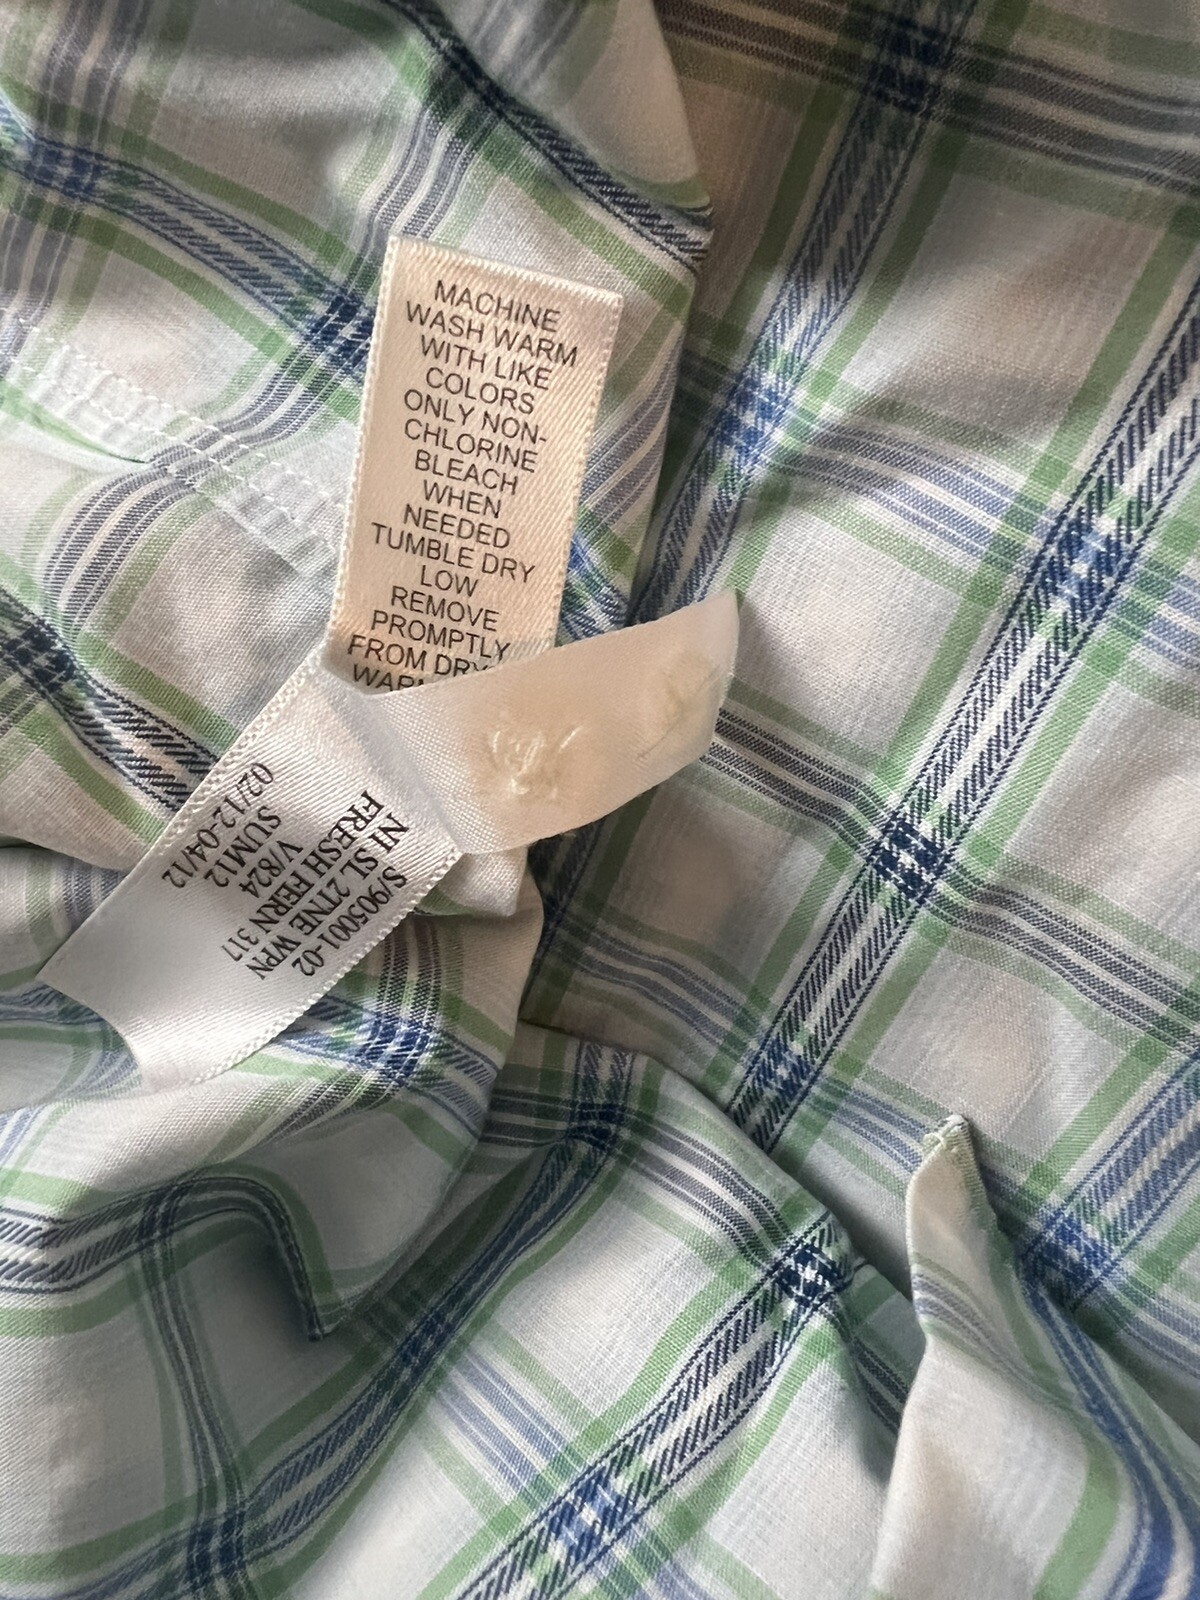 MACHINE
WASH WARM
WITH LIKE
COLORS
ONLY NON-
CHLORINE
BLEACH
WHEN
NEEDED
TUMBLE DRY
LOW
REMOVE
PROMPTLY
FROM DRY
S/905001-02
NI SL 2TNE WPN
FRESH FERN 317
V/824
SUM12
02/12-04/12